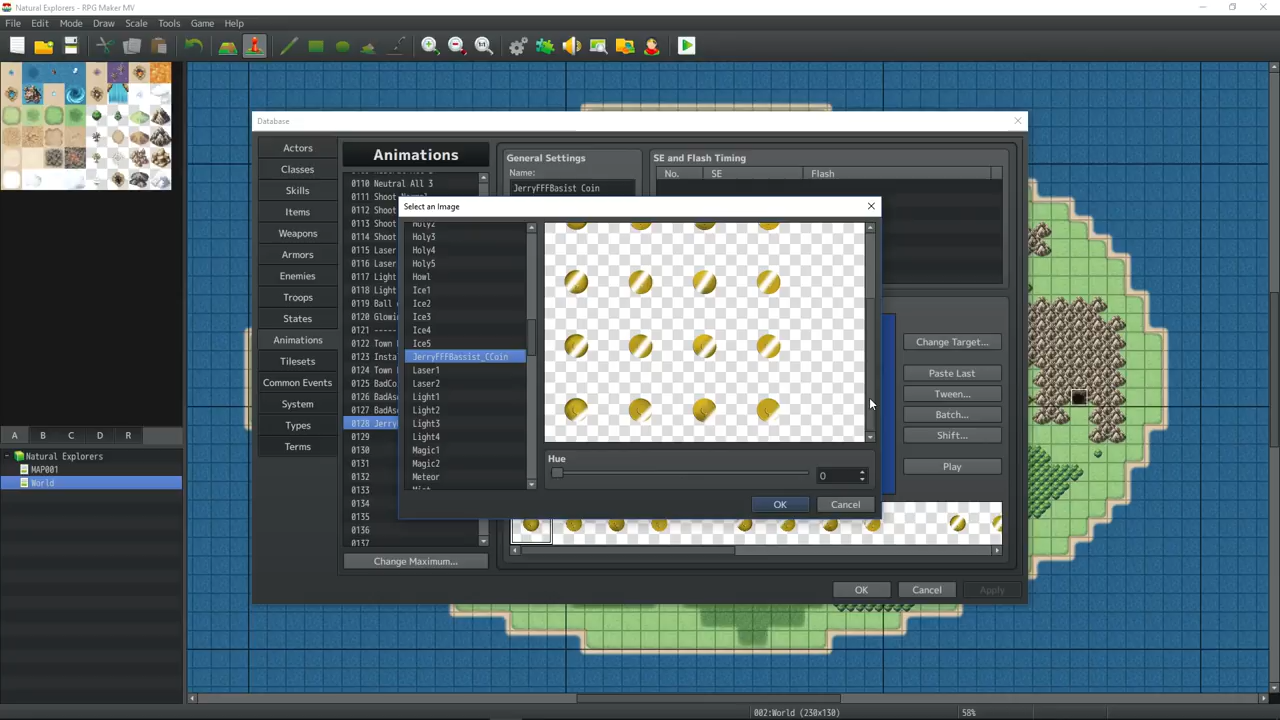 Natural Explorers - RPG Maker MV
File Edit Mode Draw Scale Tools Game Help
1:1
Database
Actors
Classes
Skills
Items
Weapons
Armors
Enemies
Troops
States
Animations
Tilesets
Common Events
System
Types
Terms
Animations
0110 Neutral All 3
0111 Shoot Normal
0112 Shoot
0113 Shoot
0114 Shoot
0115 Laser
0116 Laser
0117 Light
0118 Light
0119 Ball
0120 Glowin
0121 -----
0122 Town
0123 Insta
0124 Town
0125 BadCo
0126 BadAs
0127 BadAs
0128 Jerry
0129
0130
0131
0132
0133
0134
0135
0136
0137
Change Maximum...
General Settings
Name:
JerryFFFBasist Coin
SE and Flash Timing
No. SE Flash
Select an Image
Holy2
Holy3
Holy4
Holy5
Howl
Ice1
Ice2
Ice3
Ice4
Ice5
JerryFFFBassist_CCoin
Laser1
Laser2
Light1
Light2
Light3
Light4
Magic1
Magic2
Meteor
Mist
Hue
0
OK Cancel
Change Target...
Paste Last
Tween...
Batch...
Shift...
Play
OK Cancel Apply
A B C D R
Natural Explorers
MAP001
World
002:World (230x130) 58%